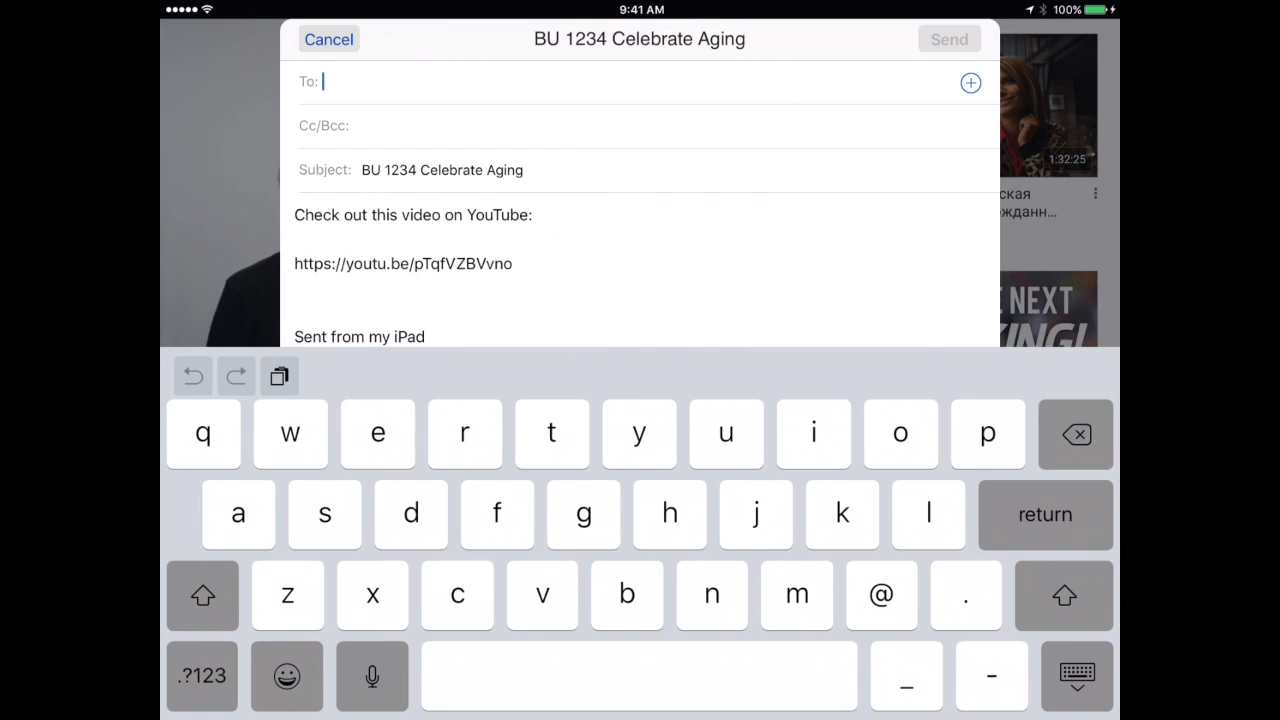 9:41 AM
100%
Cancel
BU 1234 Celebrate Aging
Send
To:
Cc/Bcc:
Subject: BU 1234 Celebrate Aging
Check out this video on YouTube:
https://youtu.be/pTqfVZBVvno
Sent from my iPad
1:32:25
ская
жданн...
NEXT
KING!
q w e r t y u i o p
a s d f g h j k l return
z x c v b n m @ .
.?123 _ -